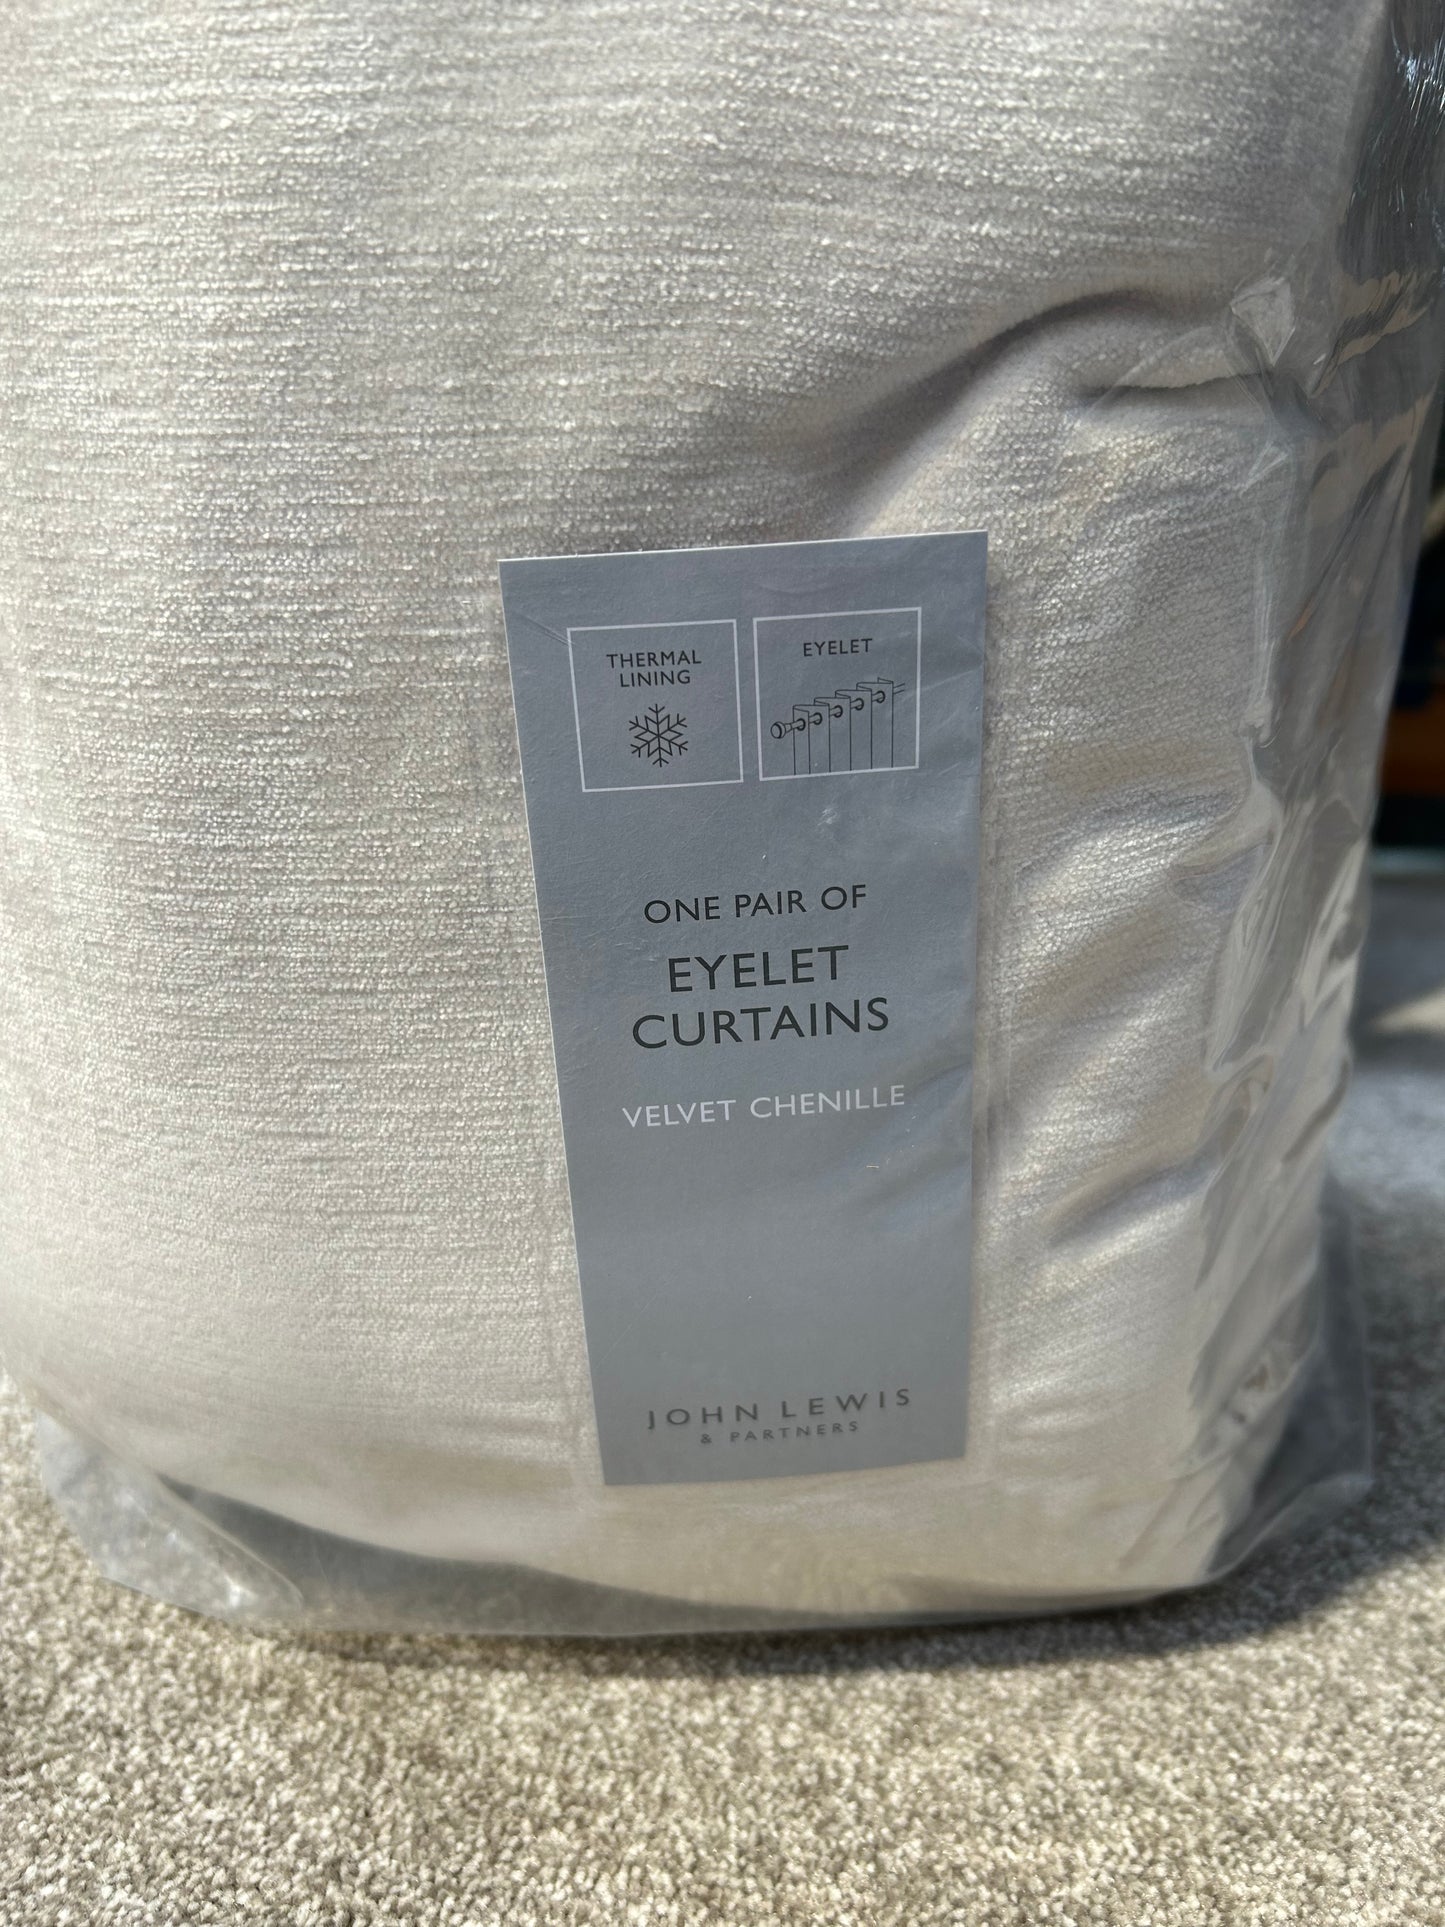 THERMAL
LINING
EYELET
ONE PAIR OF
EYELET
CURTAINS
VELVET CHENILLE
JOHN LEWIS
& PARTNERS